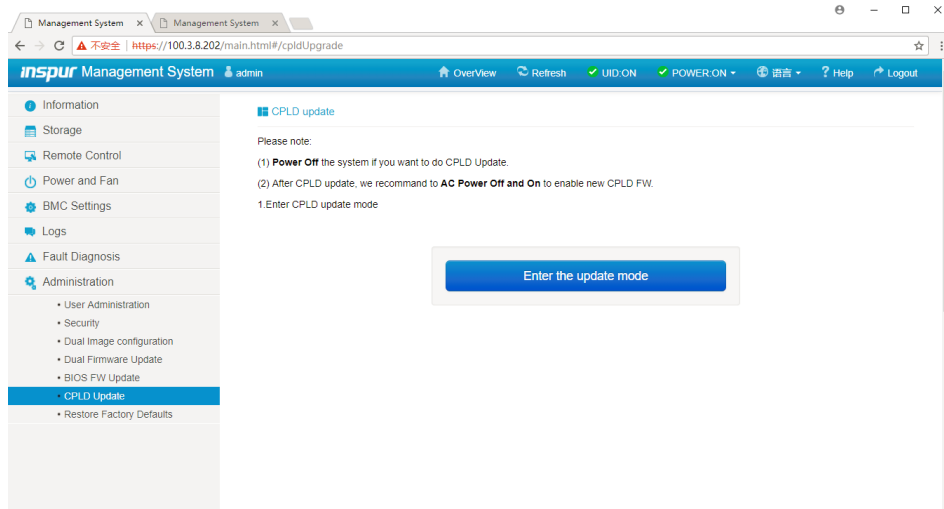 Management System
Management System
不安全 https://100.3.8.202/main.html#/cpldUpgrade
inspur Management System admin OverView Refresh UID:ON POWER:ON 语言 Help Logout
Information
Storage
Remote Control
Power and Fan
BMC Settings
Logs
Fault Diagnosis
Administration
• User Administration
• Security
• Dual Image configuration
• Dual Firmware Update
• BIOS FW Update
• CPLD Update
• Restore Factory Defaults
CPLD update
Please note:
(1) Power Off the system if you want to do CPLD Update.
(2) After CPLD update, we recommand to AC Power Off and On to enable new CPLD FW.
1.Enter CPLD update mode
Enter the update mode